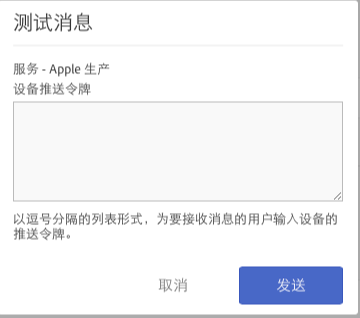 测试消息
服务 - Apple 生产
设备推送令牌
以逗号分隔的列表形式，为要接收消息的用户输入设备的
推送令牌。
取消
发送